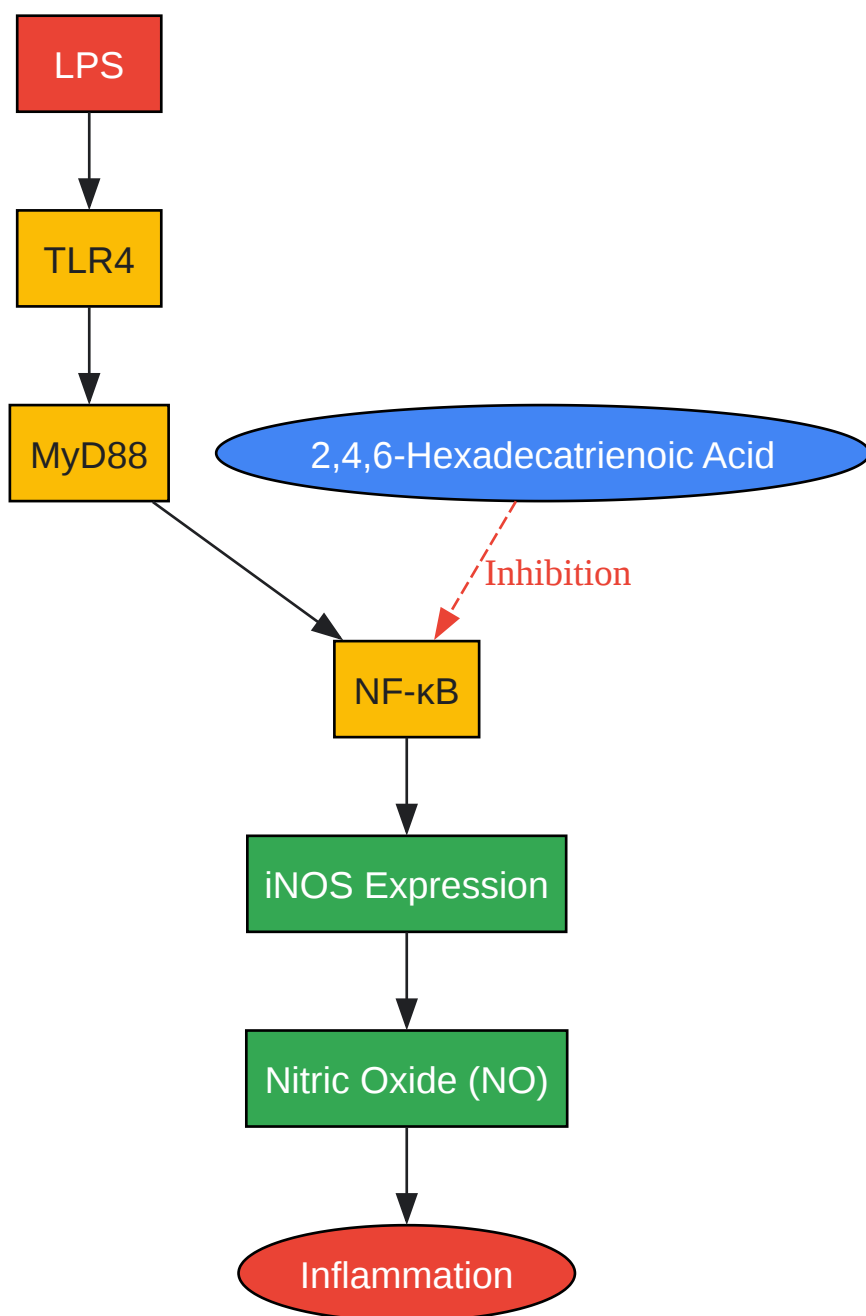 LPS
TLR4
MyD88
2,4,6-Hexadecatrienoic Acid
Inhibition
NF-κB
iNOS Expression
Nitric Oxide (NO)
Inflammation